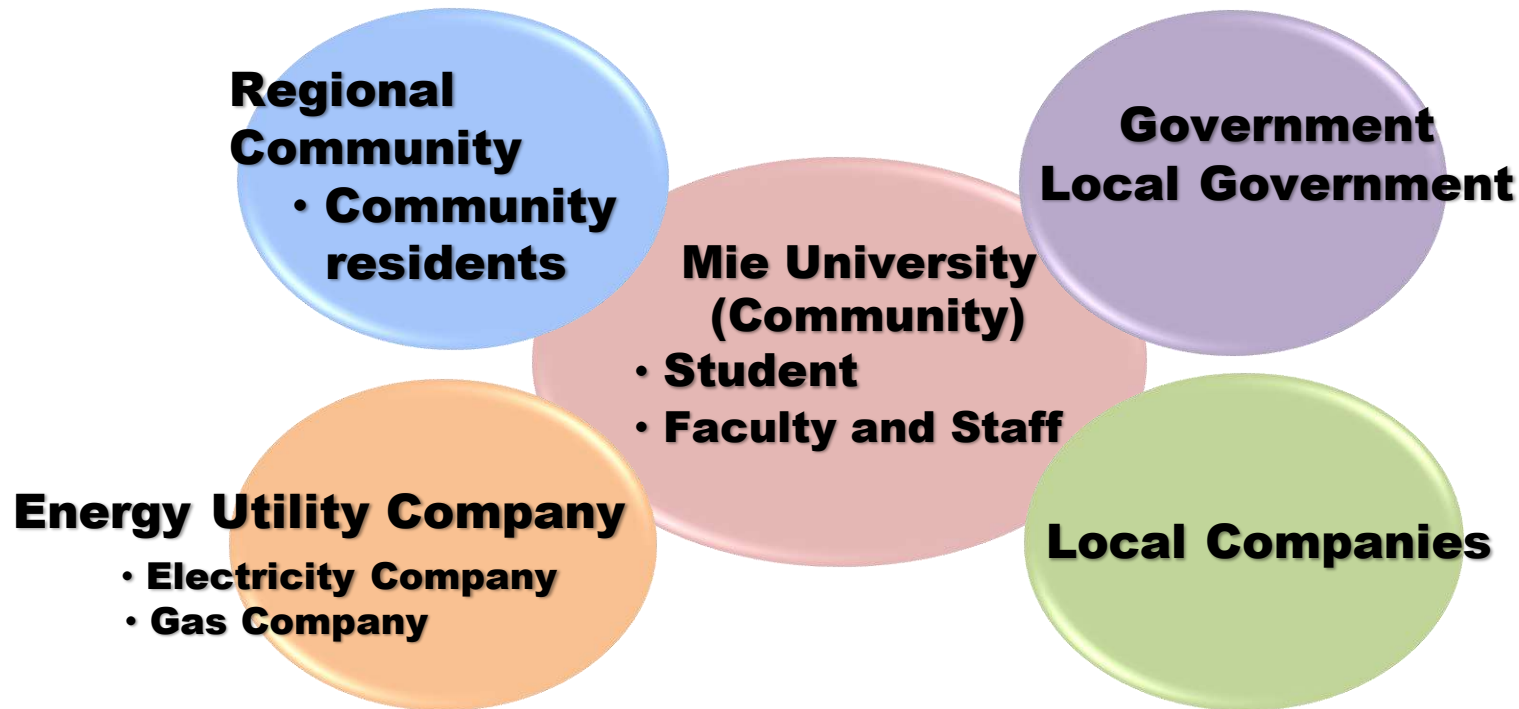 Regional
Community
・Community
residents
Government
Local Government
Mie University
(Community)
・Student
・Faculty and Staff
Energy Utility Company
・Electricity Company
・Gas Company
Local Companies